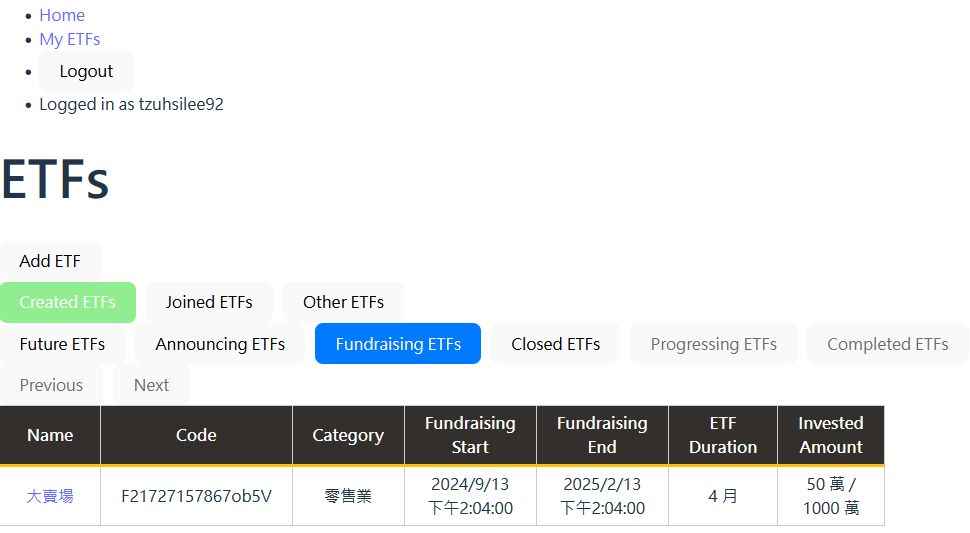 Home
My ETFs
Logout
Logged in as tzuhsilee92
ETFs
Add ETF
Created ETFs Joined ETFs Other ETFs
Future ETFs Announcing ETFs Fundraising ETFs Closed ETFs Progressing ETFs Completed ETFs
Previous Next
Name Code Category Fundraising Start Fundraising End ETF Duration Invested Amount
大賣場 F21727157867ob5V 零售業 2024/9/13 下午2:04:00 2025/2/13 下午2:04:00 4 月 50 萬 / 1000 萬